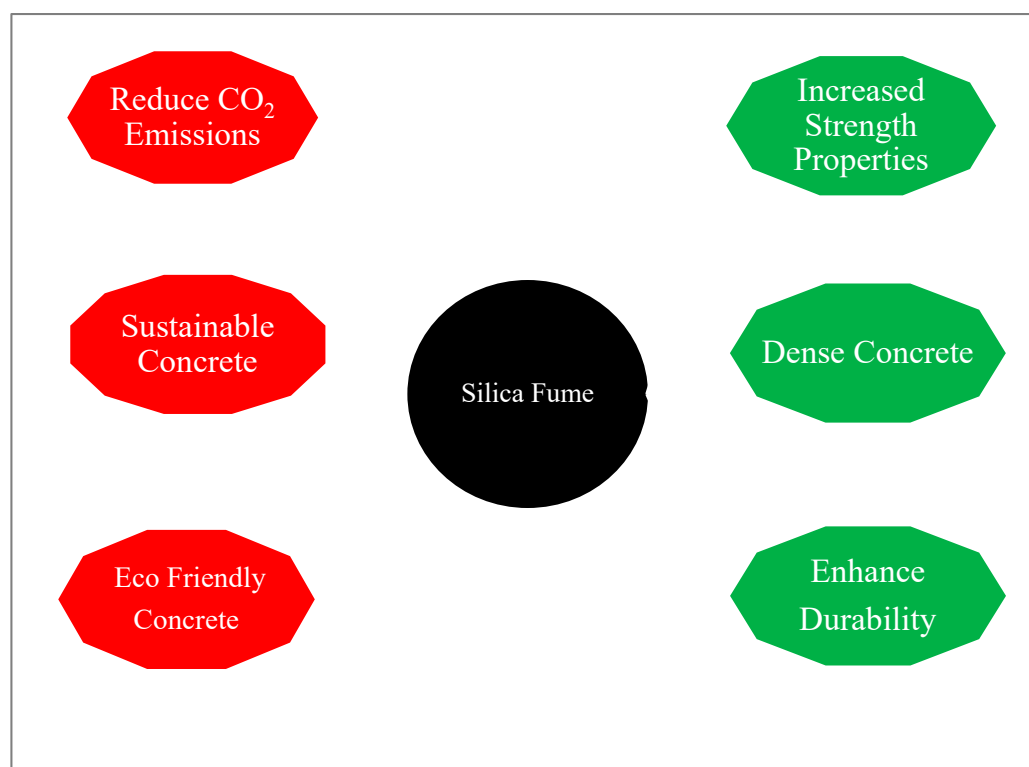 Reduce CO₂
Emissions
Increased
Strength
Properties
Sustainable
Concrete
Silica Fume
Dense Concrete
Eco Friendly
Concrete
Enhance
Durability